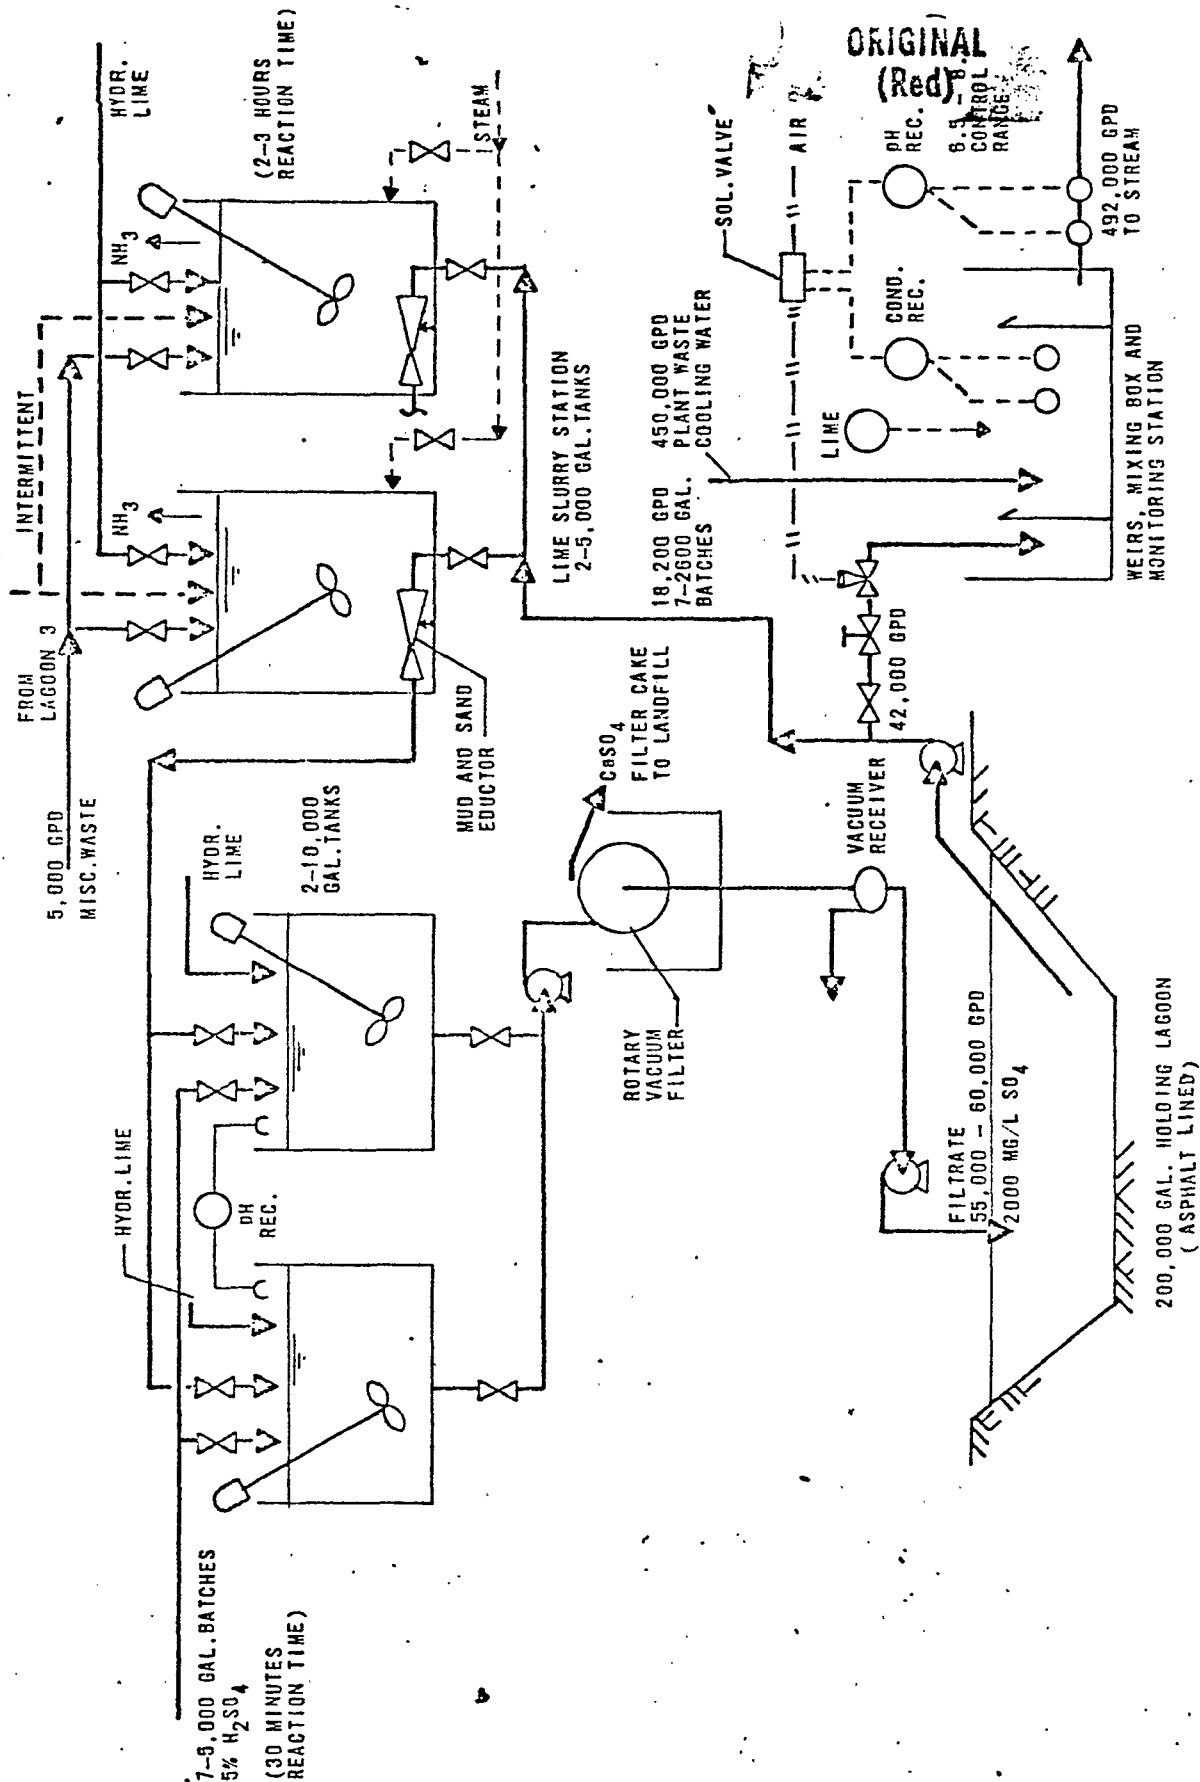 ORIGINAL
(Red)
7-5,000 GAL.BATCHES
5% H2SO4
(30 MINUTES
REACTION TIME)
HYDR.LIME
pH
REC.
HYDR.
LIME
2-10,000
GAL.TANKS
5,000 GPD
MISC.WASTE
FROM
LAGOON 3
INTERMITTENT
NH3
NH3
HYDR.
LIME
(2-3 HOURS
REACTION TIME)
STEAM
MUD AND SAND
EDUCTOR
LIME SLURRY STATION
2-5,000 GAL.TANKS
ROTARY
VACUUM
FILTER
CaSO4
FILTER CAKE
TO LANDFILL
VACUUM
RECEIVER
FILTRATE
55,000 - 60,000 GPD
2000 MG/L SO4
200,000 GAL. HOLDING LAGOON
(ASPHALT LINED)
42,000 GPD
18,200 GPD
7-2600 GAL.
BATCHES
450,000 GPD
PLANT WASTE
COOLING WATER
SOL.VALVE
AIR
LIME
COND.
REC.
pH
REC.
CONTROL
RANGE
492,000 GPD
TO STREAM
WEIRS, MIXING BOX AND
MONITORING STATION